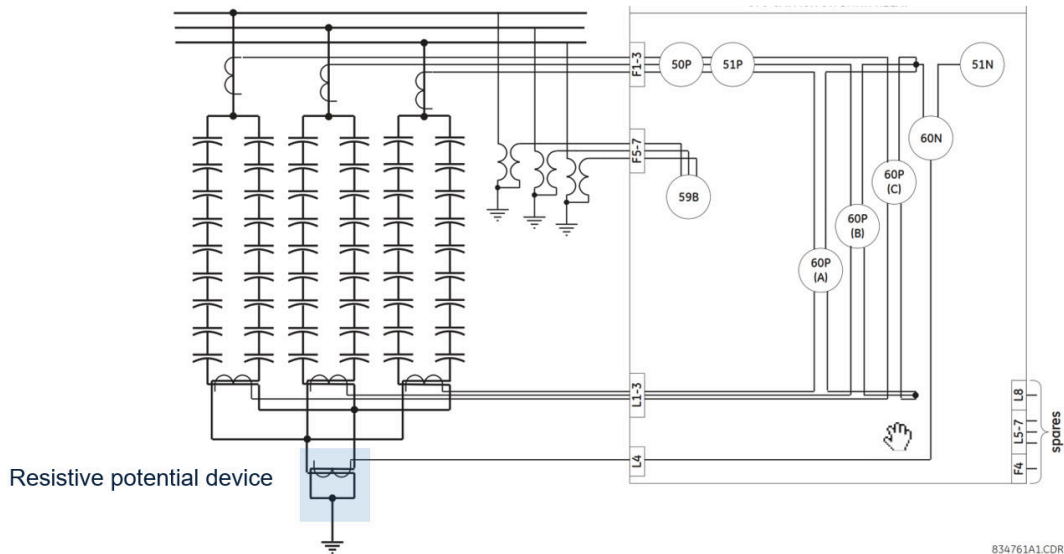 F1-3
50P
51P
51N
60N
F5-7
59B
60P
(C)
60P
(B)
60P
(A)
L1-3
L8
L5-7
F4
spares
L4
Resistive potential device
834761A1.CDR